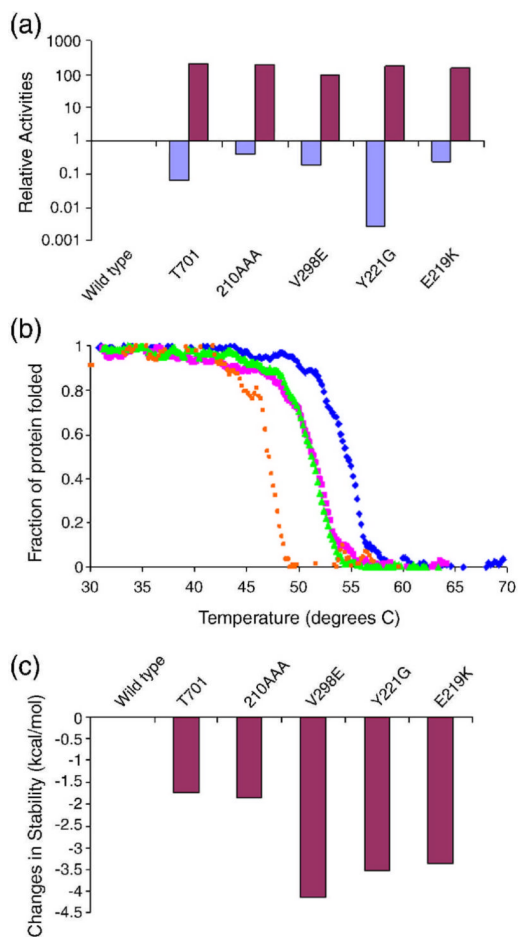 (a)
1000
100
10
1
0.1
0.01
0.001
Relative Activities
Wild type
T701
210AAA
V298E
Y221G
E219K
(b)
1
0.8
0.6
0.4
0.2
0
Fraction of protein folded
30 35 40 45 50 55 60 65 70
Temperature (degrees C)
(c)
Wild type
T701
210AAA
V298E
Y221G
E219K
0
-0.5
-1
-1.5
-2
-2.5
-3
-3.5
-4
-4.5
Changes in Stability (kcal/mol)